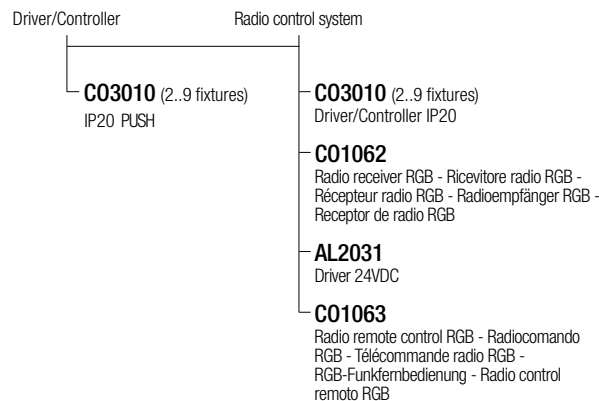 Driver/Controller
Radio control system
CO3010 (2..9 fixtures)
IP20 PUSH
CO3010 (2..9 fixtures)
Driver/Controller IP20
CO1062
Radio receiver RGB - Ricevitore radio RGB -
Récepteur radio RGB - Radioempfänger RGB -
Receptor de radio RGB
AL2031
Driver 24VDC
CO1063
Radio remote control RGB - Radiocomando
RGB - Télécommande radio RGB -
RGB-Funkfernbedienung - Radio control
remoto RGB